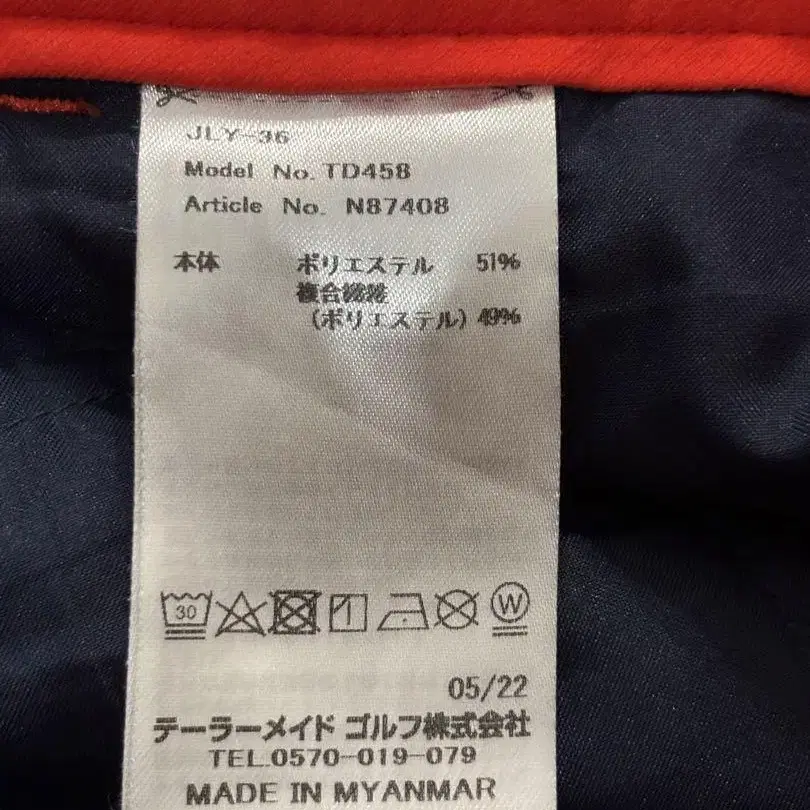 JLY-36
Model No. TD458
Article No. N87408
本体 ポリエステル 51%
複合繊維
(ポリエステル) 49%
30
W
05/22
テーラーメイド ゴルフ株式会社
TEL.0570-019-079
MADE IN MYANMAR